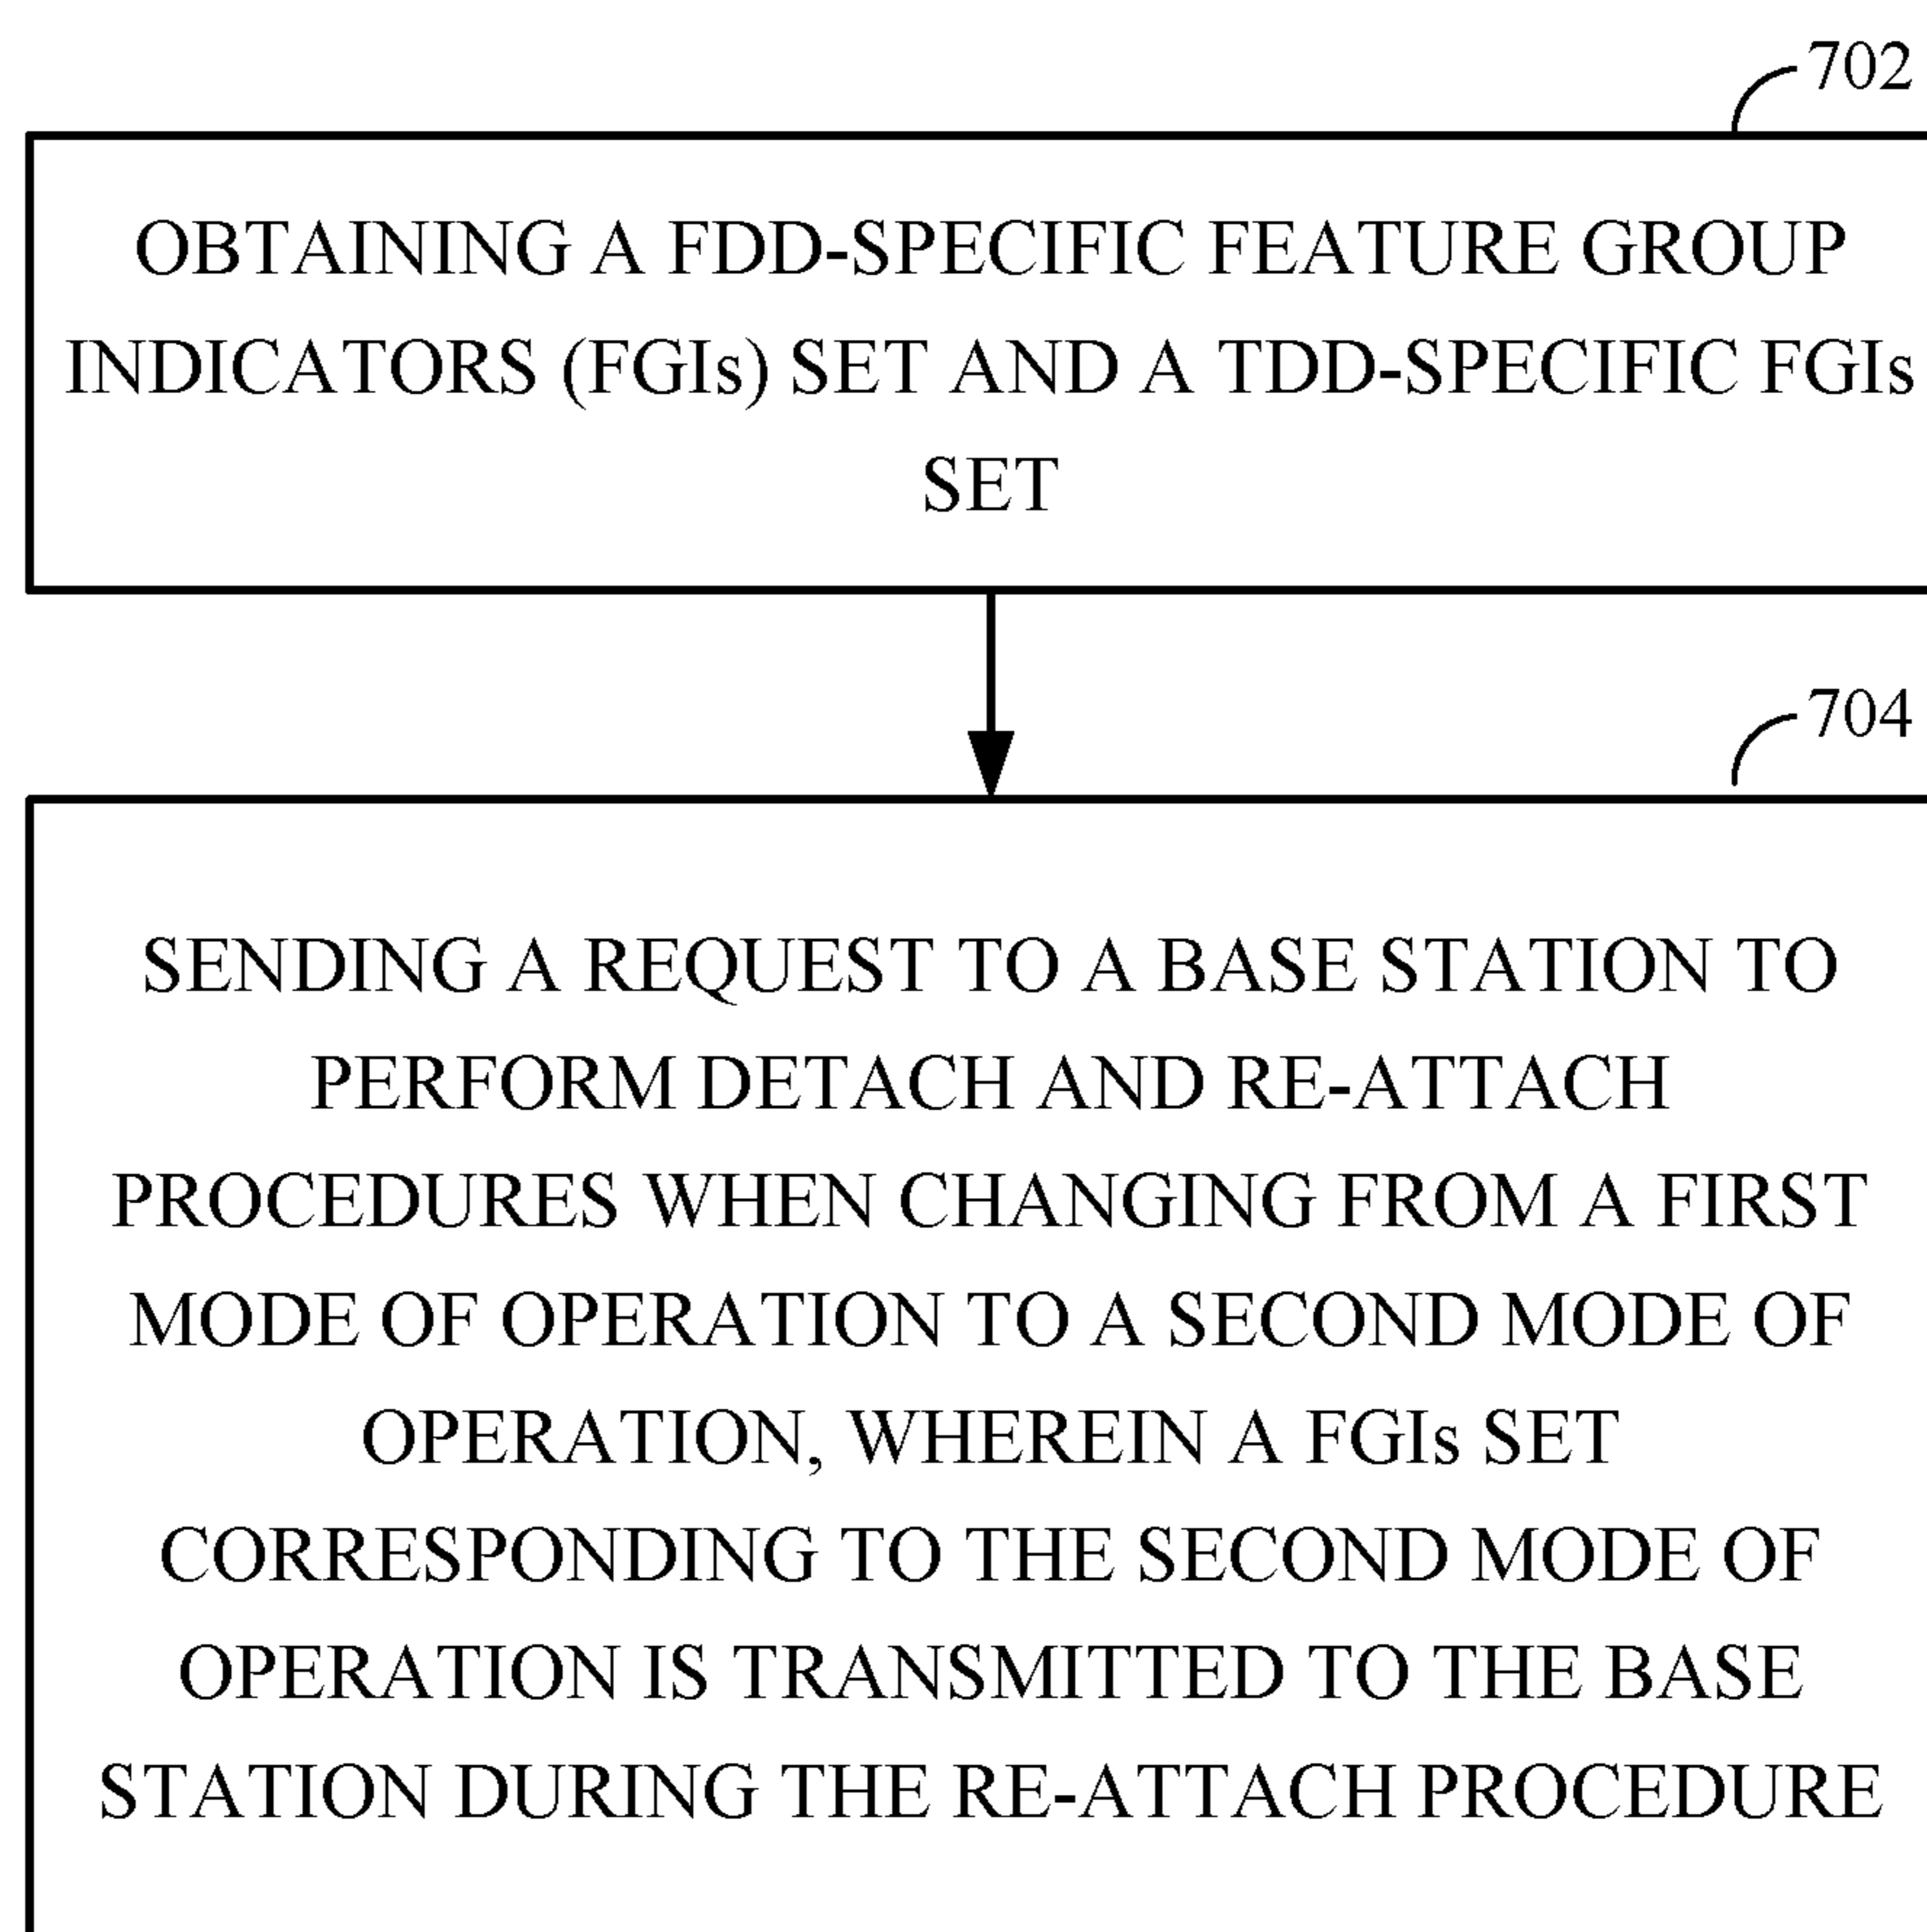 702
OBTAINING A FDD-SPECIFIC FEATURE GROUP
INDICATORS (FGIs) SET AND A TDD-SPECIFIC FGIs
SET
704
SENDING A REQUEST TO A BASE STATION TO
PERFORM DETACH AND RE-ATTACH
PROCEDURES WHEN CHANGING FROM A FIRST
MODE OF OPERATION TO A SECOND MODE OF
OPERATION, WHEREIN A FGIs SET
CORRESPONDING TO THE SECOND MODE OF
OPERATION IS TRANSMITTED TO THE BASE
STATION DURING THE RE-ATTACH PROCEDURE